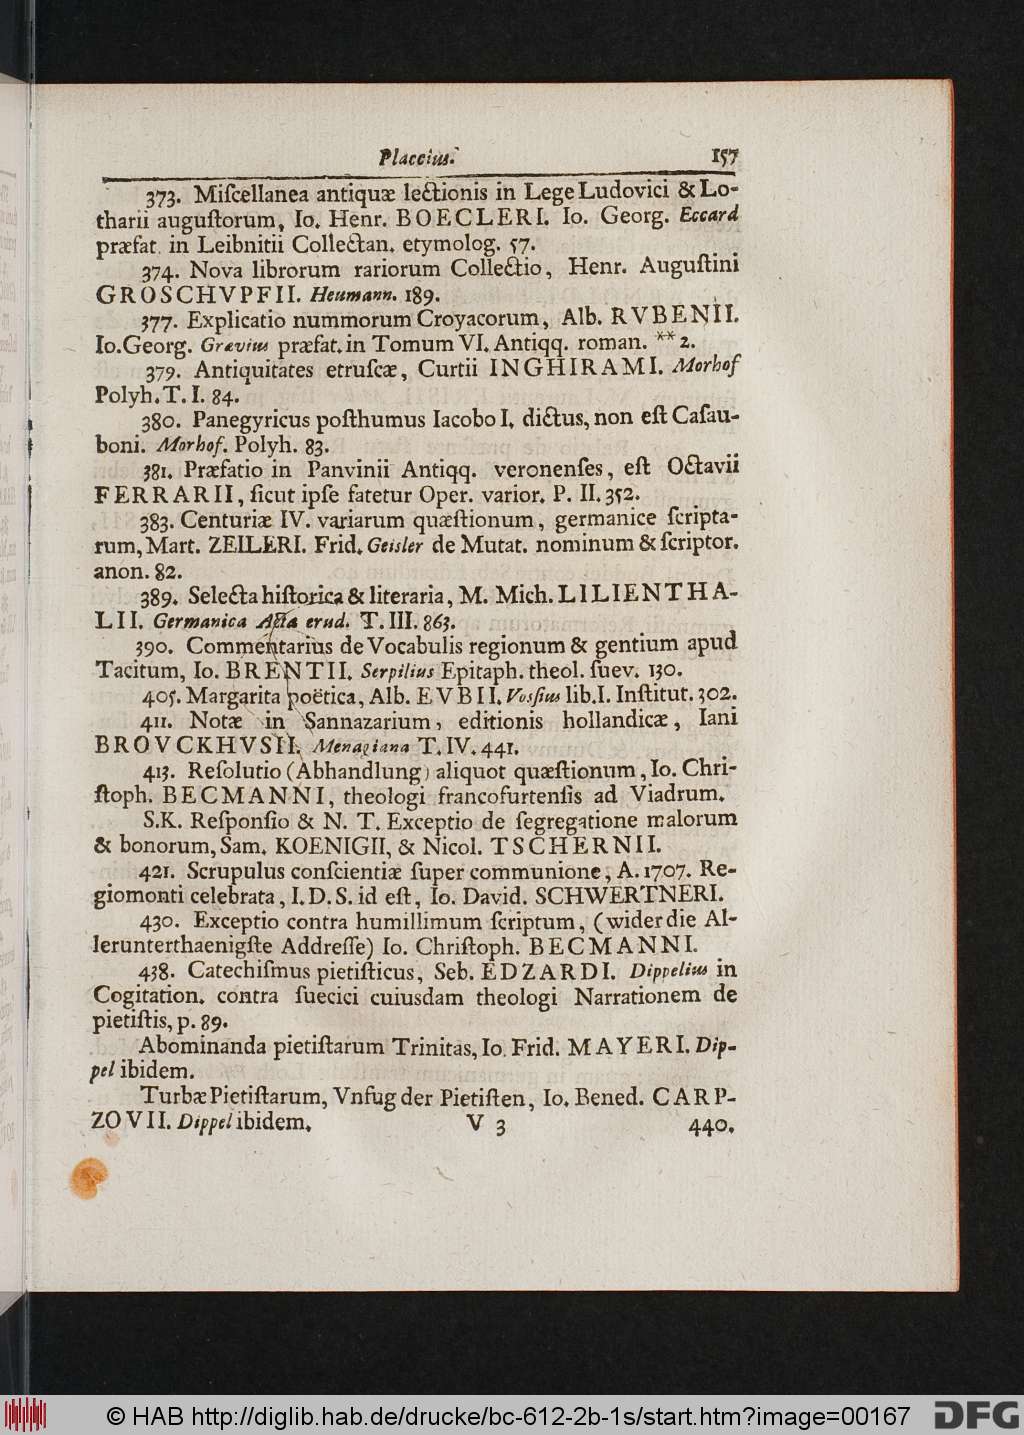 Placcius. 157
373. Miſcellanea antiquæ lectionis in Lege Ludovici & Lo-
tharii auguſtorum, Io. Henr. BOECLERI. Io. Georg. Eccard
præfat. in Leibnitii Collectan. etymolog. 57.
374. Nova librorum rariorum Collectio, Henr. Auguſtini
GROSCHVPFII. Heumann. 189.
377. Explicatio nummorum Croyacorum, Alb. RVBENII.
Io. Georg. Grævius præfat. in Tomum VI. Antiqq. roman. ** 2.
379. Antiquitates etruſcæ, Curtii INGHIRAMI. Morhof
Polyh. T. I. 84.
380. Panegyricus poſthumus Iacobo I. dictus, non eſt Caſau-
boni. Morhof. Polyh. 83.
381. Præfatio in Panvinii Antiqq. veronenſes, eſt Octavii
FERRARII, ſicut ipſe fatetur Oper. varior. P. II. 352.
383. Centuriæ IV. variarum quæſtionum, germanice ſcripta-
rum, Mart. ZEILERI. Frid. Geisler de Mutat. nominum & ſcriptor.
anon. 82.
389. Selecta hiſtorica & literaria, M. Mich. LILIENTHA-
LII. Germanica Acta erud. T. III. 863.
390. Commentarius de Vocabulis regionum & gentium apud
Tacitum, Io. BRENTII. Serpilius Epitaph. theol. ſuev. 130.
405. Margarita poëtica, Alb. EVBII. Voſſius lib. I. Inſtitut. 302.
411. Notæ in Sannazarium, editionis hollandicæ, Iani
BROVCKHVSII. Menagiana T. IV. 441.
413. Reſolutio (Abhandlung) aliquot quæſtionum, Io. Chri-
ſtoph. BECMANNI, theologi francofurtenſis ad Viadrum.
S. K. Reſponſio & N. T. Exceptio de ſegregatione malorum
& bonorum, Sam. KOENIGII, & Nicol. TSCHERNII.
421. Scrupulus conſcientiæ ſuper communione, A. 1707. Re-
giomonti celebrata, I. D. S. id eſt, Io. David. SCHWERTNERI.
430. Exceptio contra humillimum ſcriptum, (wider die Al-
lerunterthaenigſte Addreſſe) Io. Chriſtoph. BECMANNI.
438. Catechiſmus pietiſticus, Seb. EDZARDI. Dippelius in
Cogitation. contra ſuecici cuiusdam theologi Narrationem de
pietiſtis, p. 89.
Abominanda pietiſtarum Trinitas, Io. Frid. MAYERI. Dip-
pel ibidem.
Turbæ Pietiſtarum, Vnfug der Pietiſten, Io. Bened. CARP-
ZOVII. Dippel ibidem.
V 3 440.
© HAB http://diglib.hab.de/drucke/bc-612-2b-1s/start.htm?image=00167
DFG